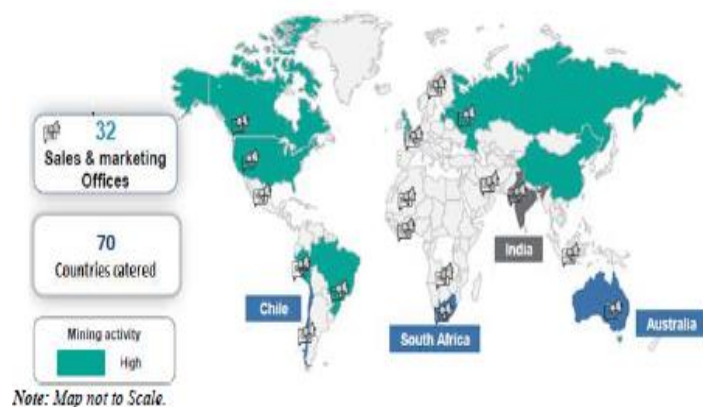 32
Sales & marketing
Offices
70
Countries catered
Mining activity
High
Chile
South Africa
India
Australia
Note: Map not to Scale.